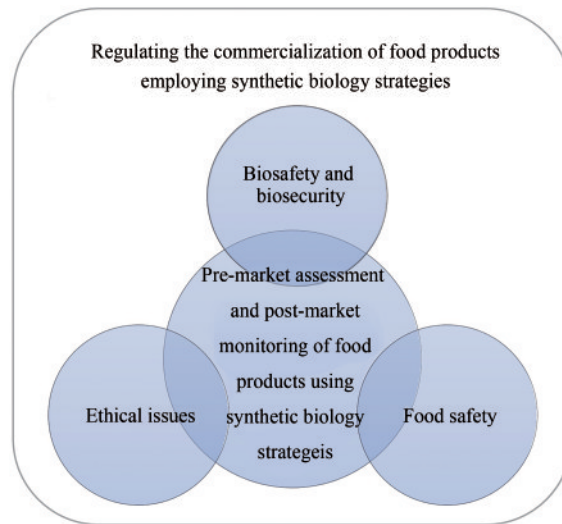 Regulating the commercialization of food products
employing synthetic biology strategies
Biosafety and
biosecurity
Pre-market assessment
and post-market
monitoring of food
products using
synthetic biology
strategeis
Ethical issues
Food safety